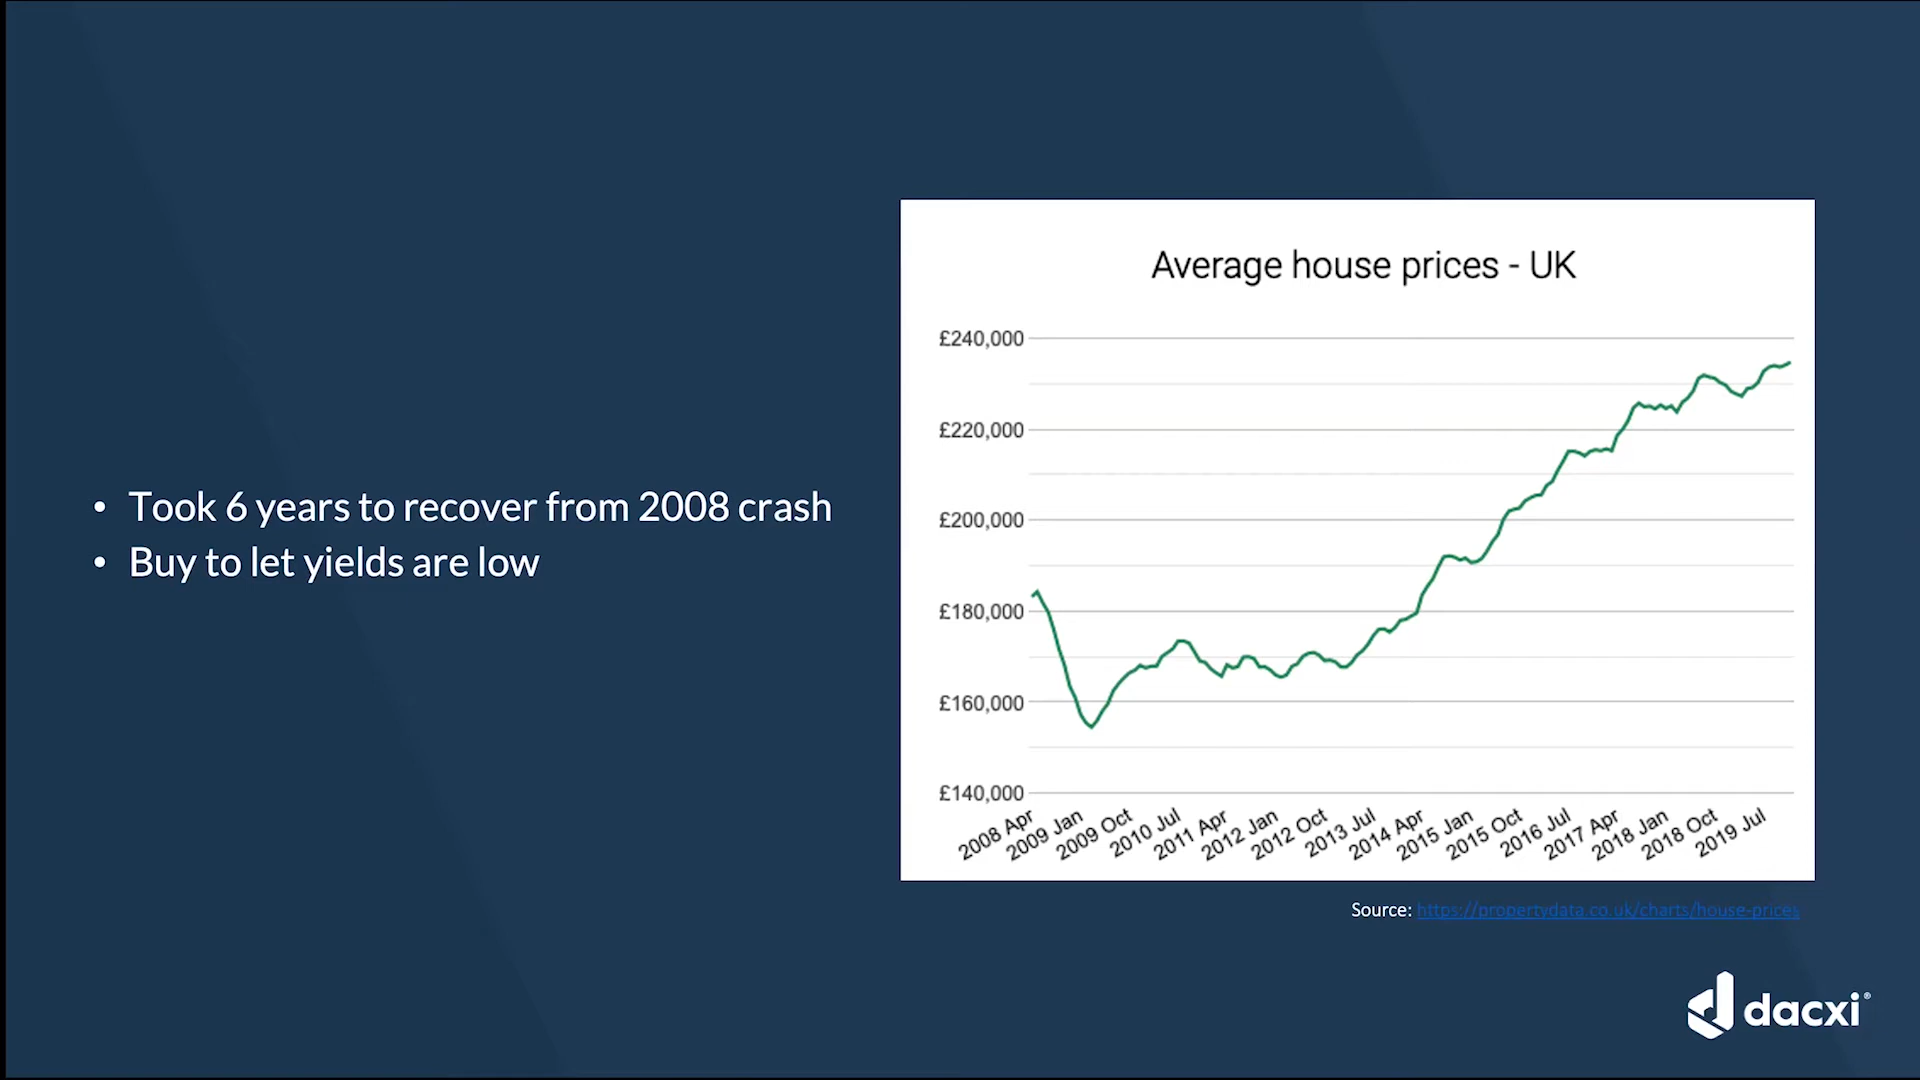 • Took 6 years to recover from 2008 crash
• Buy to let yields are low
Average house prices - UK
£240,000
£220,000
£200,000
£180,000
£160,000
£140,000
2008 Apr
2009 Jan
2009 Oct
2010 Jul
2011 Apr
2012 Jan
2012 Oct
2013 Jul
2014 Apr
2015 Jan
2015 Oct
2016 Jul
2017 Apr
2018 Jan
2018 Oct
2019 Jul
Source: https://propertydata.co.uk/charts/house-prices
dacxi®